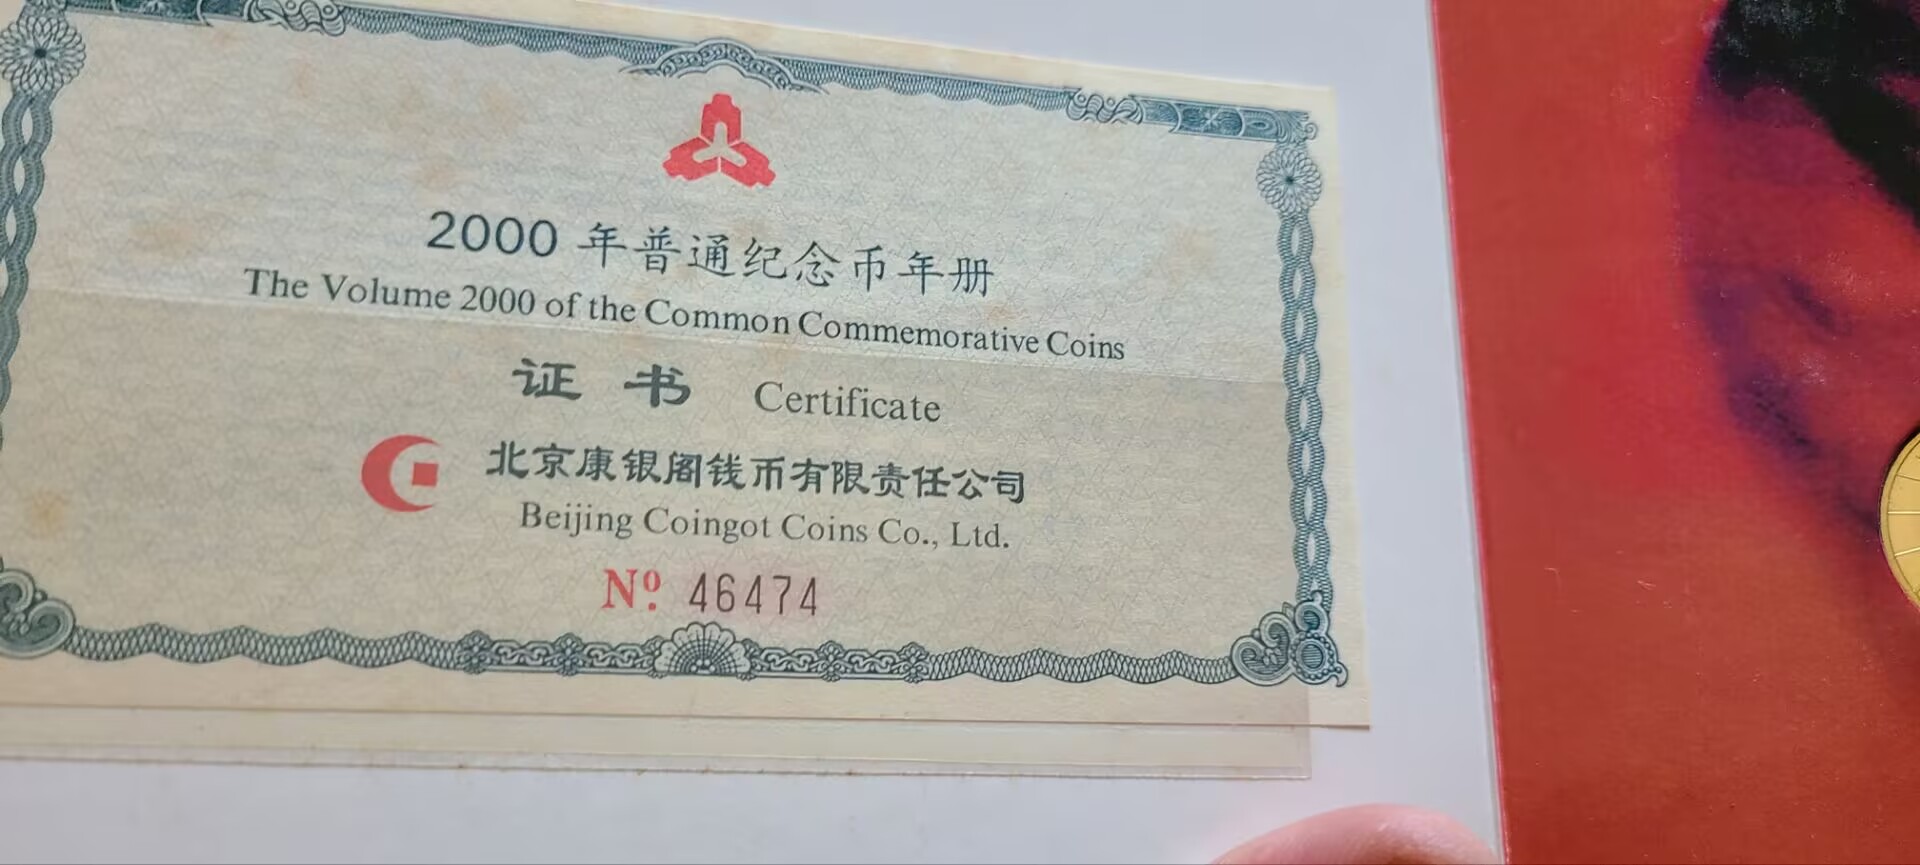 2000 年普通纪念币年册
The Volume 2000 of the Common Commemorative Coins
证 书 Certificate
北京康银阁钱币有限责任公司
Beijing Coingot Coins Co., Ltd.
Nº 46474